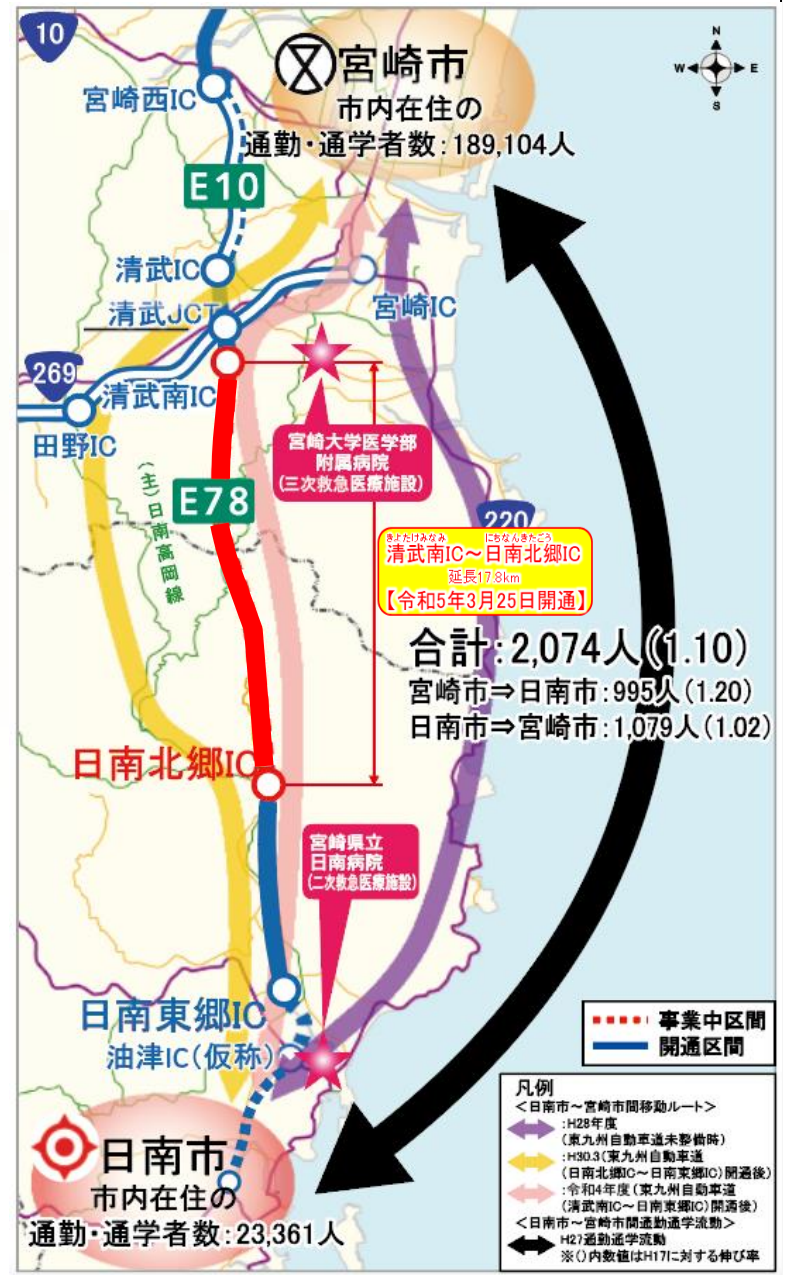 10
N
W
E
S
宮崎市
市内在住の
通勤・通学者数:189,104人
宮崎西IC
E10
清武IC
清武JCT
宮崎IC
269
清武南IC
田野IC
宮崎大学医学部
附属病院
(三次救急医療施設)
(主)日南高岡線
E78
220
きよたけみなみ にちなんきたごう
清武南IC～日南北郷IC
延長17.8km
【令和5年3月25日開通】
合計:2,074人(1.10)
宮崎市⇒日南市:995人(1.20)
日南市⇒宮崎市:1,079人(1.02)
日南北郷IC
宮崎県立
日南病院
(二次救急医療施設)
日南東郷IC
油津IC(仮称)
日南市
市内在住の
通勤・通学者数:23,361人
事業中区間
開通区間
凡例
<日南市～宮崎市間移動ルート>
:H28年度
(東九州自動車道未整備時)
:H30.3(東九州自動車道
(日南北郷IC～日南東郷IC)開通後)
:令和4年度(東九州自動車道
(清武南IC～日南東郷IC)開通後)
<日南市～宮崎市間通勤通学流動>
H27通勤通学流動
※()内数値はH17に対する伸び率